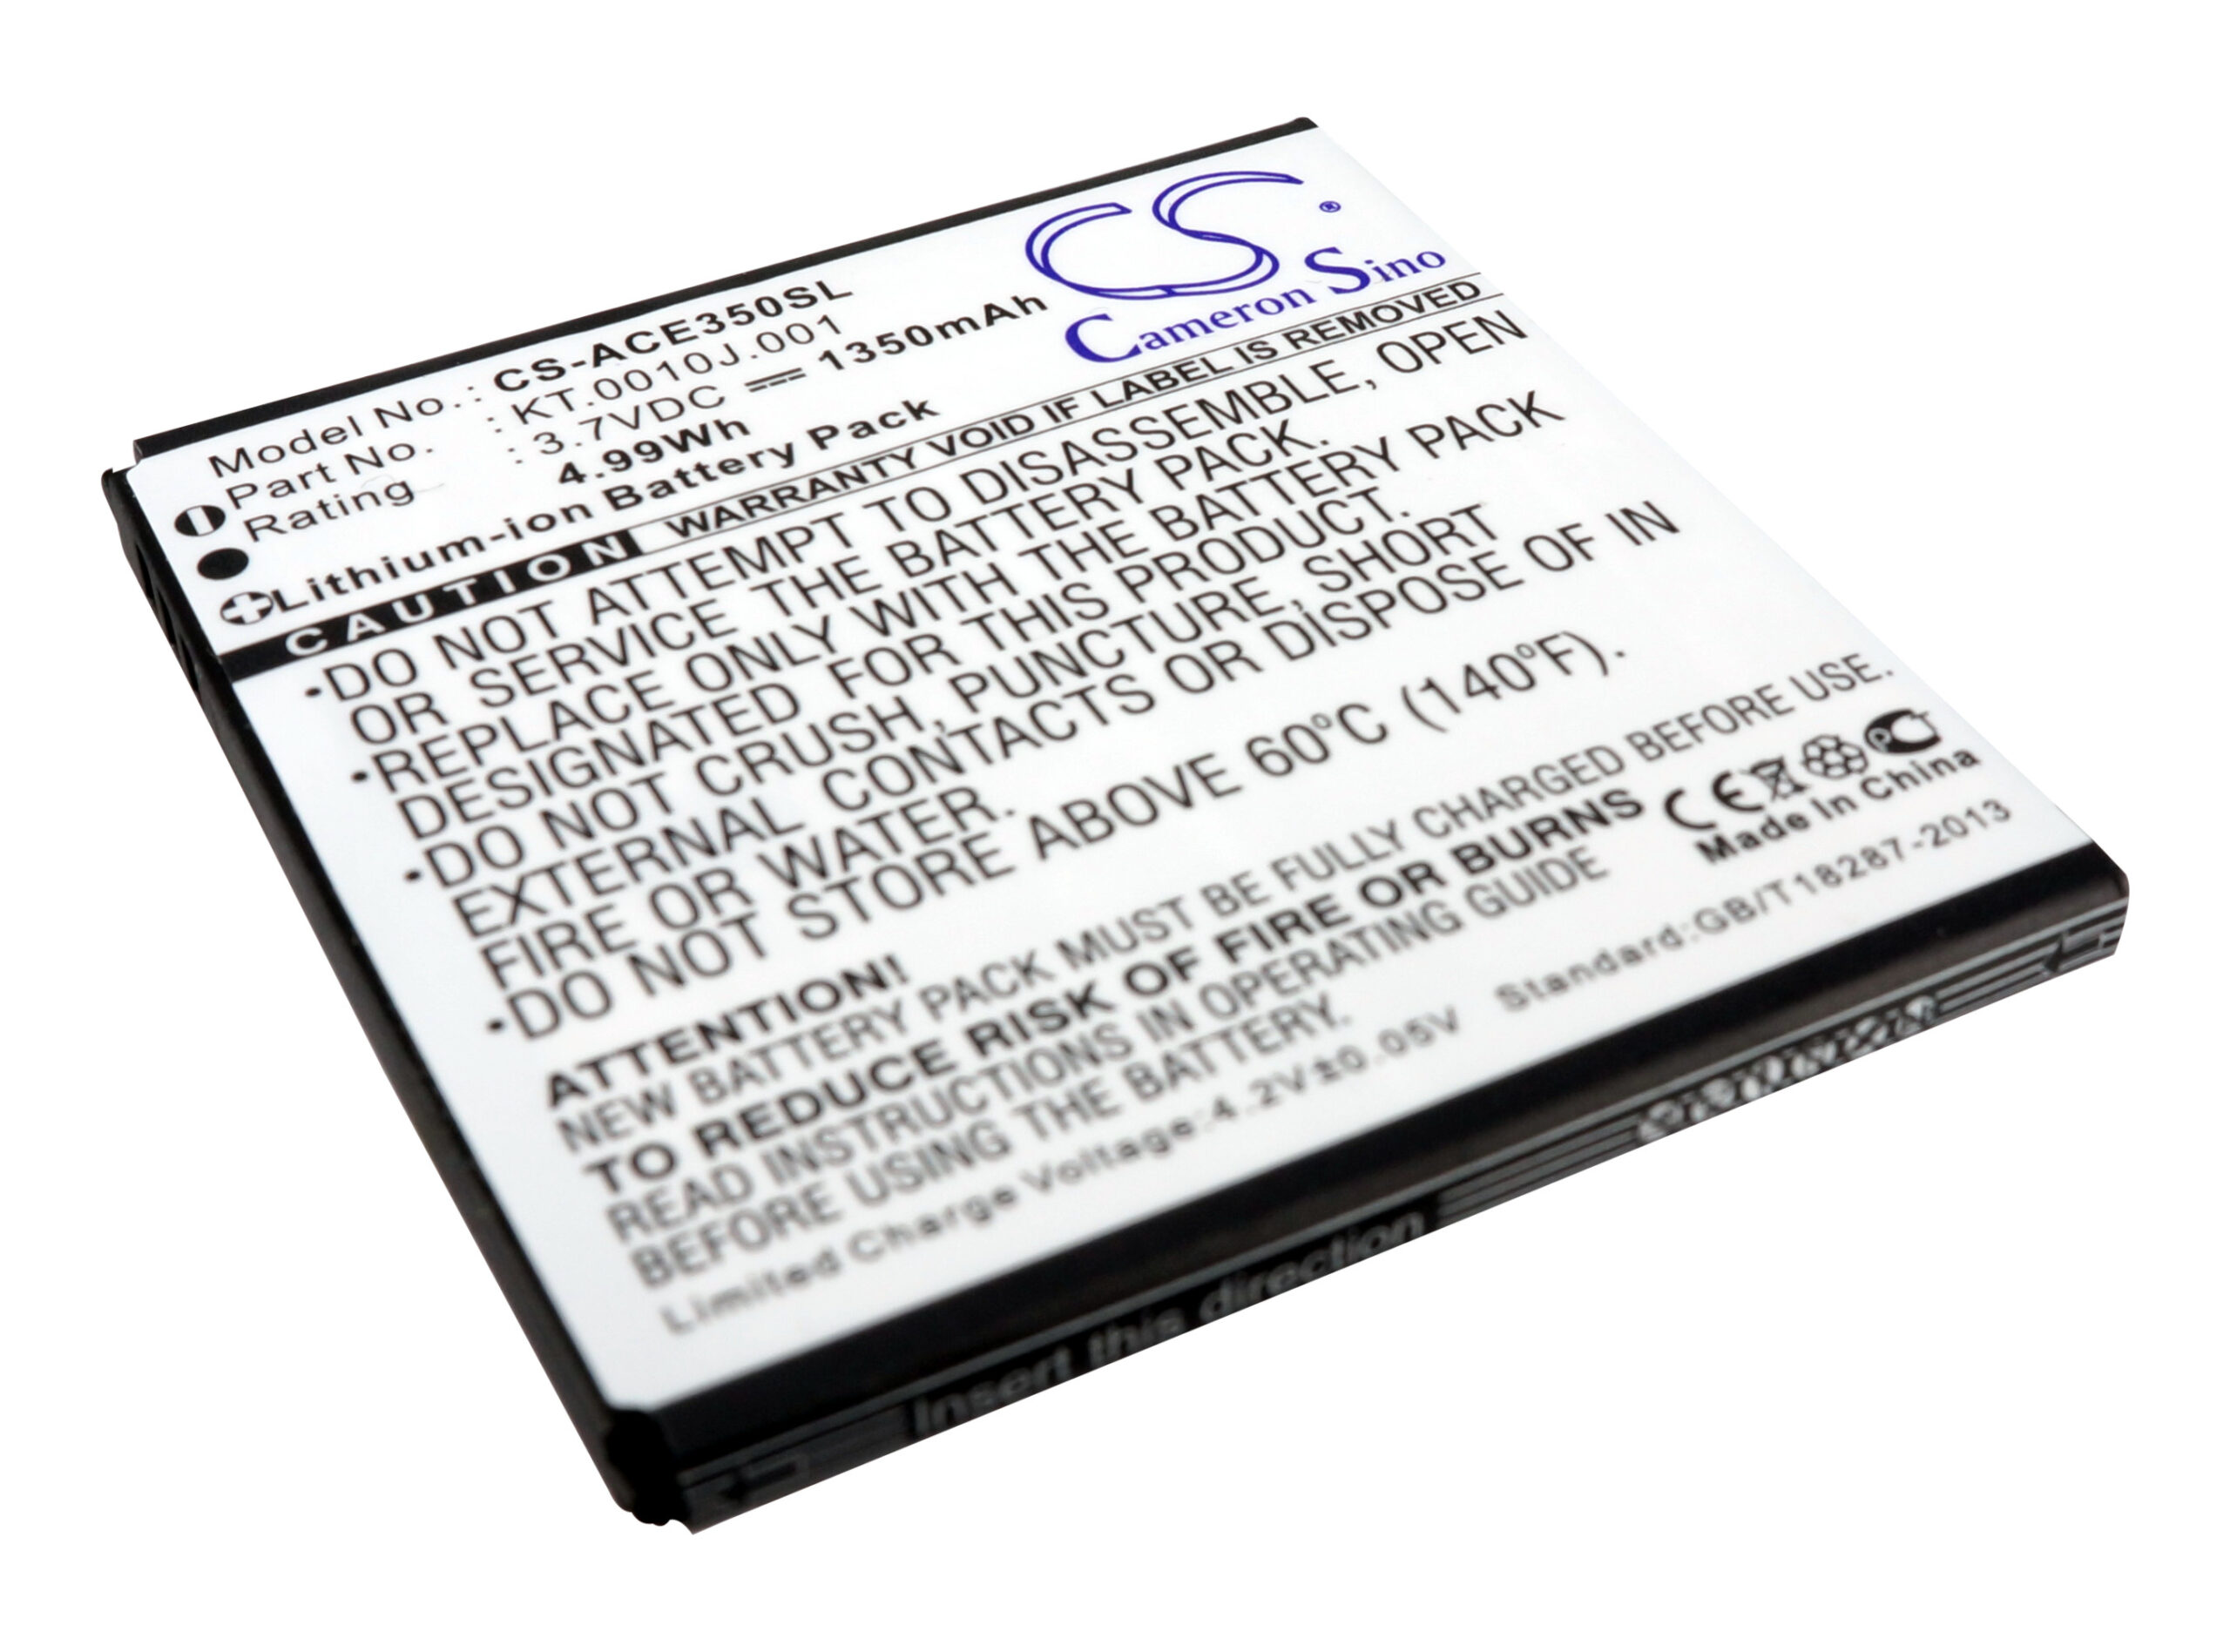 CS ®
Cameron Sino
Model No. : CS-ACE350SL
Part No. : KT.0010J.001
Rating : 3.7VDC 1350mAh
4.99Wh
Lithium-ion Battery Pack
CAUTION WARRANTY VOID IF LABEL IS REMOVED
•DO NOT ATTEMPT TO DISASSEMBLE, OPEN
OR SERVICE THE BATTERY PACK.
•REPLACE ONLY WITH THE BATTERY PACK
DESIGNATED FOR THIS PRODUCT.
•DO NOT CRUSH, PUNCTURE, SHORT
EXTERNAL CONTACTS OR DISPOSE OF IN
FIRE OR WATER.
•DO NOT STORE ABOVE 60°C (140°F).
ATTENTION!
NEW BATTERY PACK MUST BE FULLY CHARGED BEFORE USE.
TO REDUCE RISK OF FIRE OR BURNS
READ INSTRUCTIONS IN OPERATING GUIDE
BEFORE USING THE BATTERY.
CE PCT
Made In China
Limited Charge Voltage:4.2V±0.05V Standard:GB/T18287-2013
Insert this direction